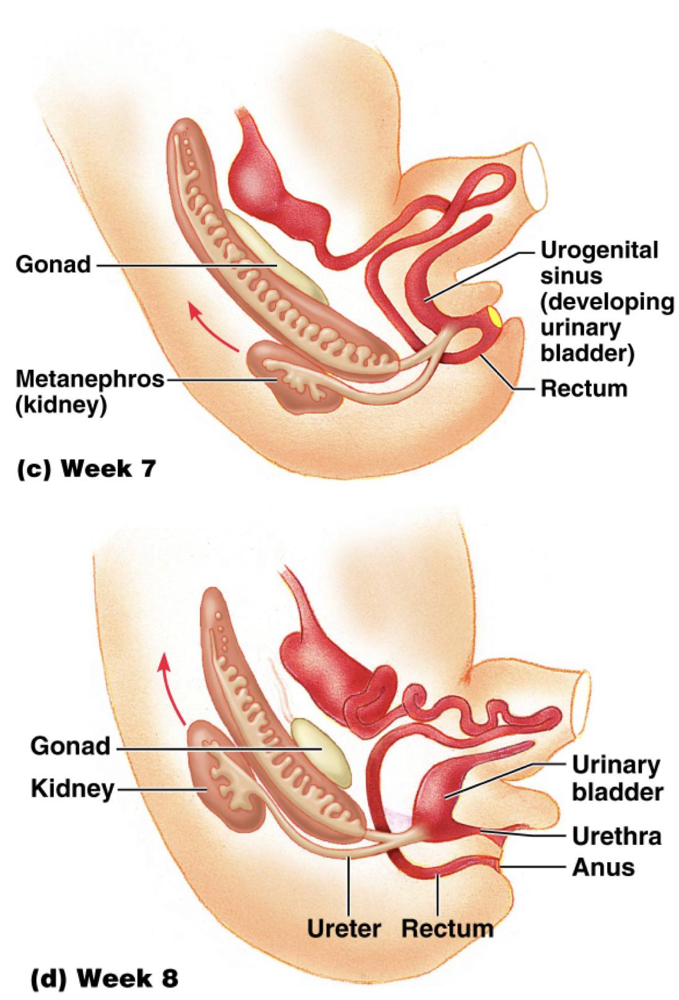 Gonad
Urogenital
sinus
(developing
urinary
bladder)
Metanephros
(kidney)
Rectum
(c) Week 7
Gonad
Kidney
Urinary
bladder
Urethra
Anus
Ureter
Rectum
(d) Week 8